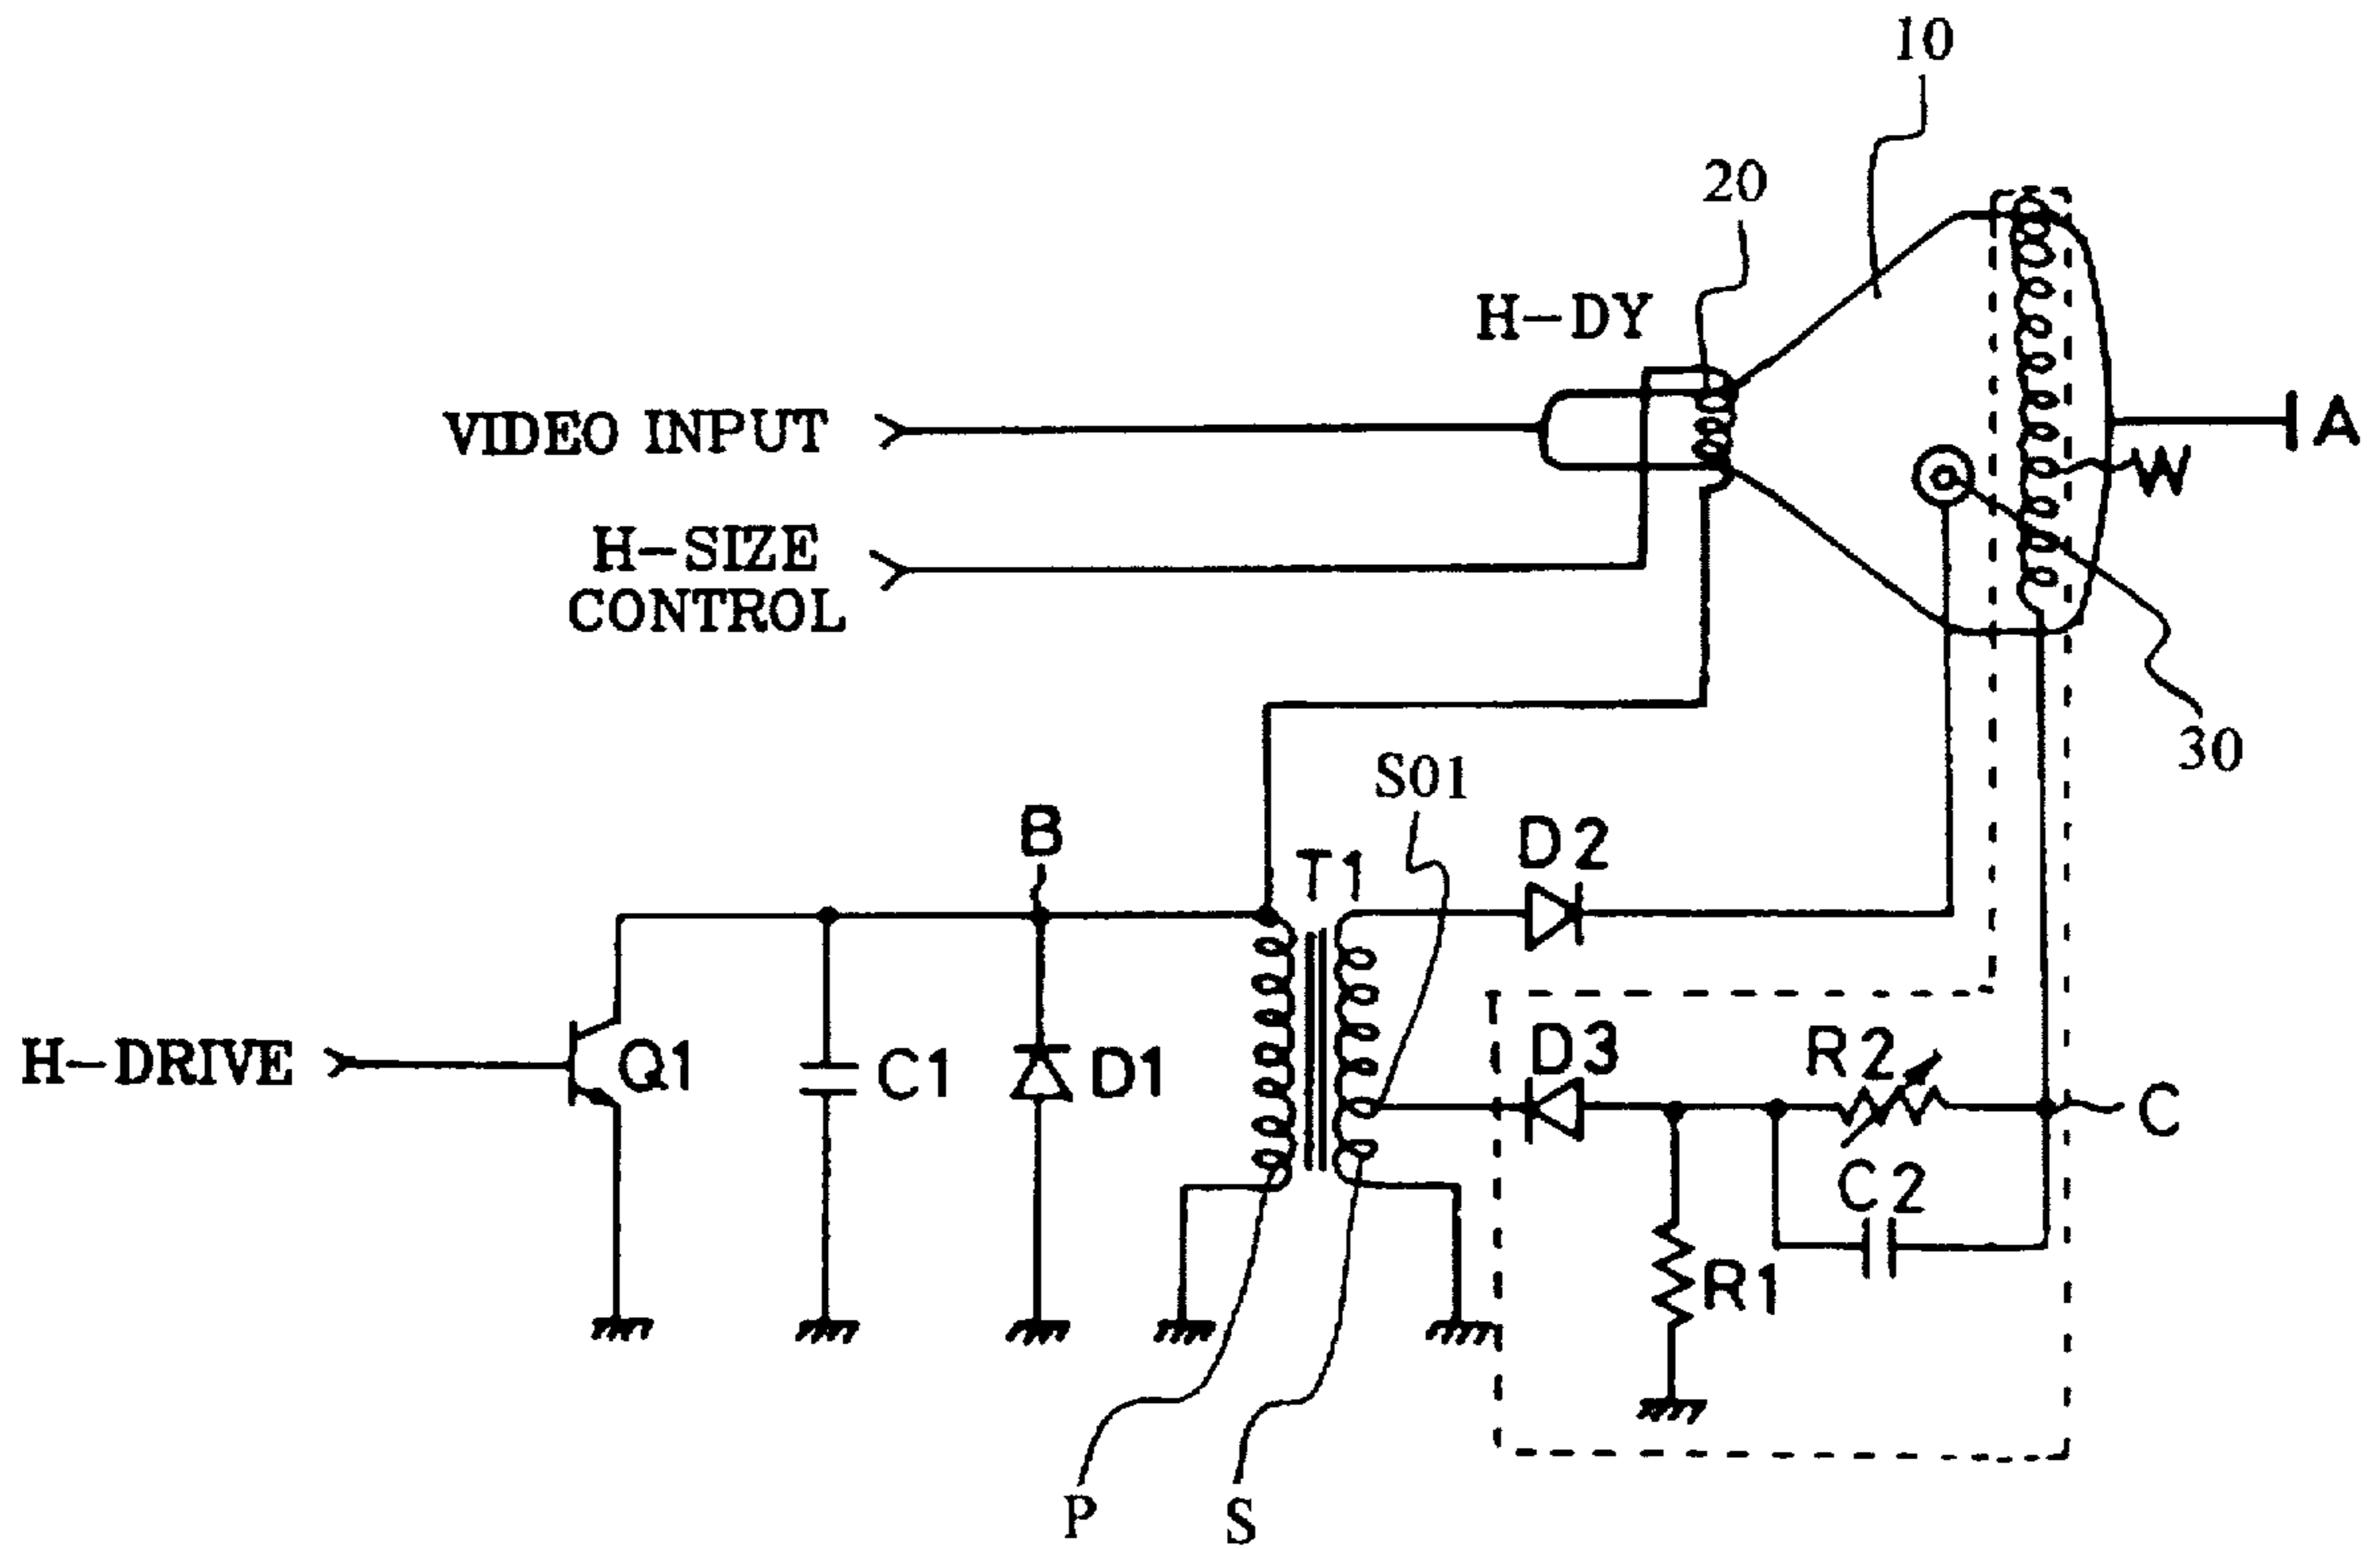 10
20
H-DY
VIDEO INPUT
A
W
H-SIZE
CONTROL
30
S01
B
T1
D2
H-DRIVE
Q1
C1
D1
D3
R2
C
C2
R1
P
S